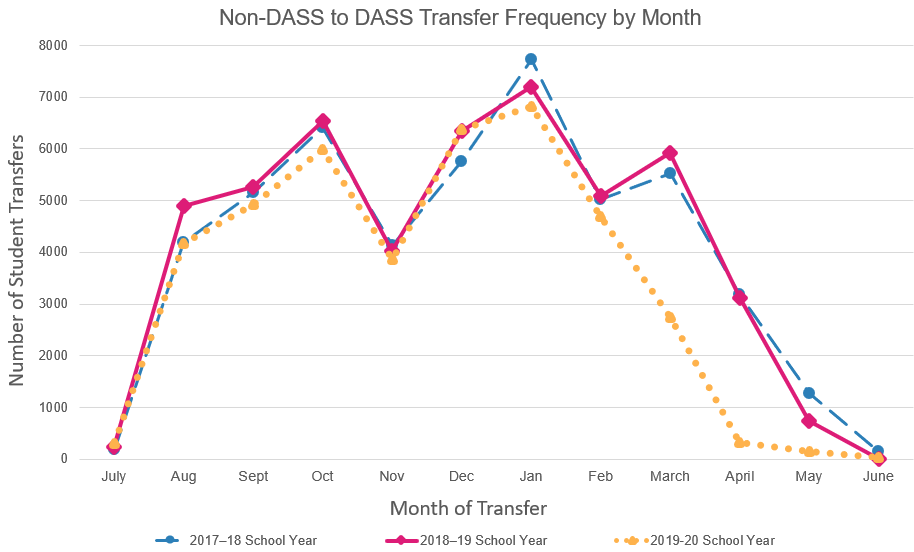 Non-DASS to DASS Transfer Frequency by Month
Number of Student Transfers
8000
7000
6000
5000
4000
3000
2000
1000
0
July Aug Sept Oct Nov Dec Jan Feb March April May June
Month of Transfer
2017–18 School Year 2018–19 School Year 2019-20 School Year